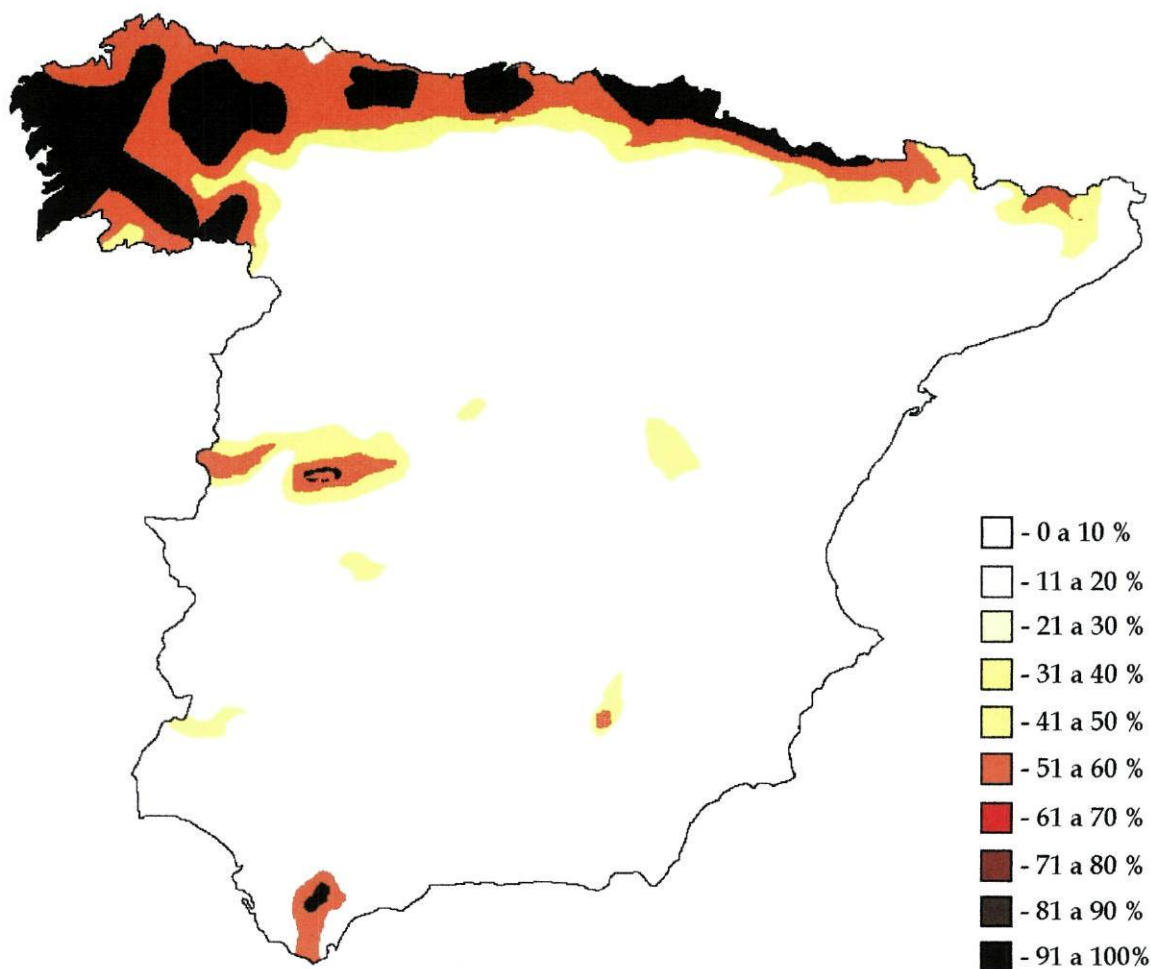 - 0 a 10 %
- 11 a 20 %
- 21 a 30 %
- 31 a 40 %
- 41 a 50 %
- 51 a 60 %
- 61 a 70 %
- 71 a 80 %
- 81 a 90 %
- 91 a 100%